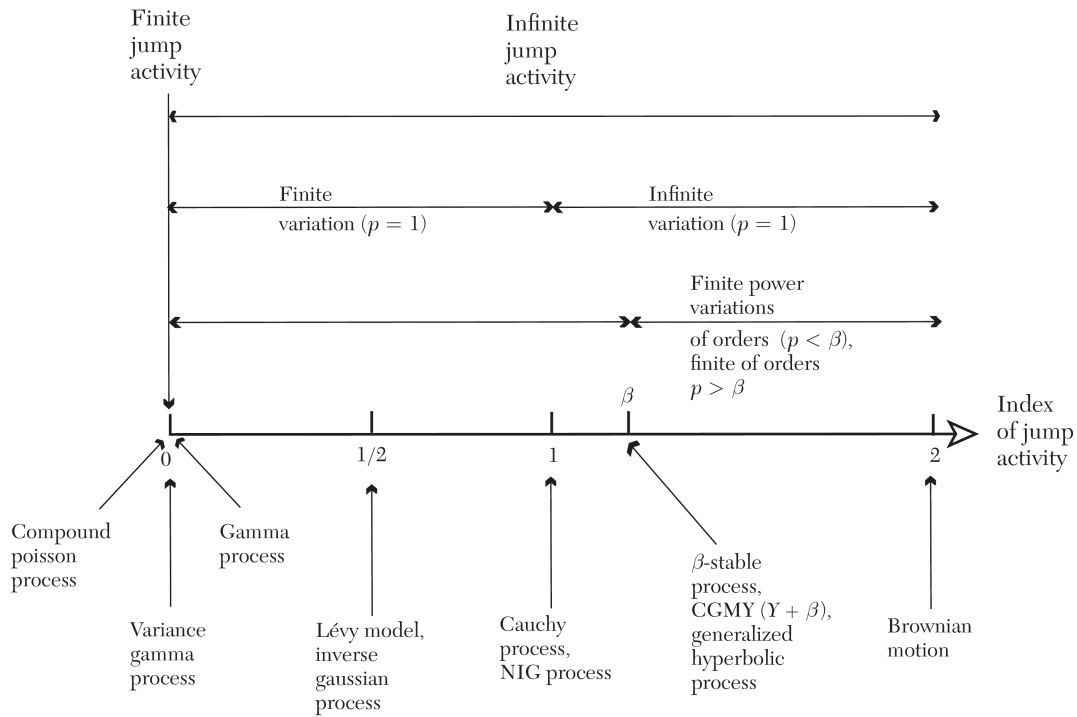 Finite
jump
activity
Infinite
jump
activity
Finite
variation (p = 1)
Infinite
variation (p = 1)
Finite power
variations
of orders (p < β),
finite of orders
p > β
β
Index
of jump
activity
0
1/2
1
2
Compound
poisson
process
Gamma
process
Variance
gamma
process
Lévy model,
inverse
gaussian
process
Cauchy
process,
NIG process
β-stable
process,
CGMY (Y + β),
generalized
hyperbolic
process
Brownian
motion